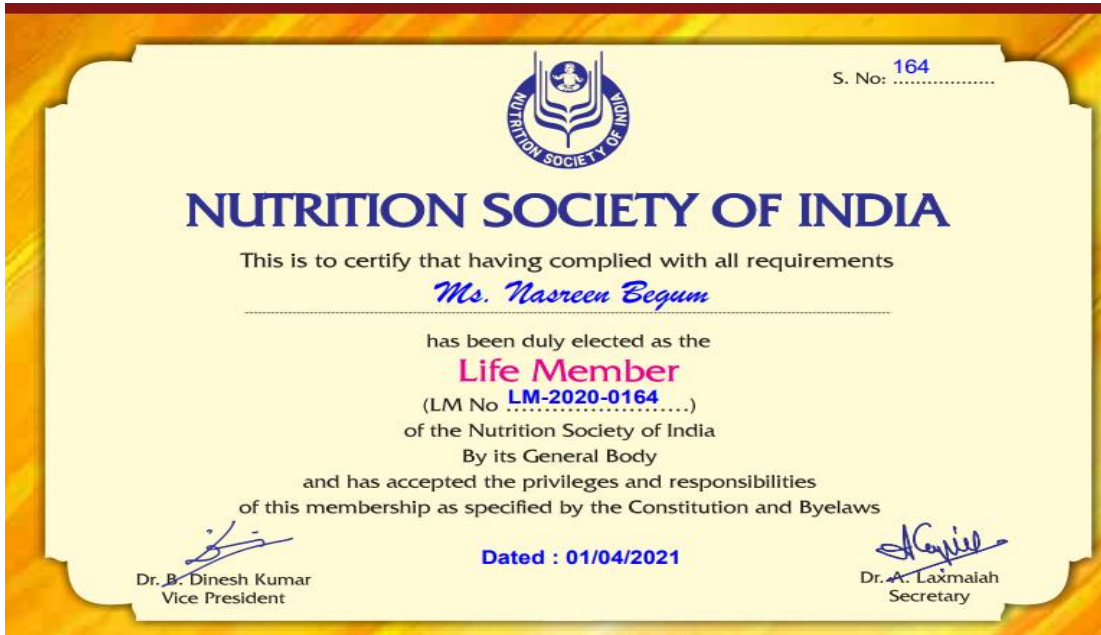 S. No: 164
NUTRITION SOCIETY OF INDIA
NUTRITION SOCIETY OF INDIA
This is to certify that having complied with all requirements
Ms. Nasreen Begum
has been duly elected as the
Life Member
(LM No LM-2020-0164)
of the Nutrition Society of India
By its General Body
and has accepted the privileges and responsibilities
of this membership as specified by the Constitution and Byelaws
Dated : 01/04/2021
Dr. B. Dinesh Kumar
Vice President
Dr. A. Laxmaiah
Secretary